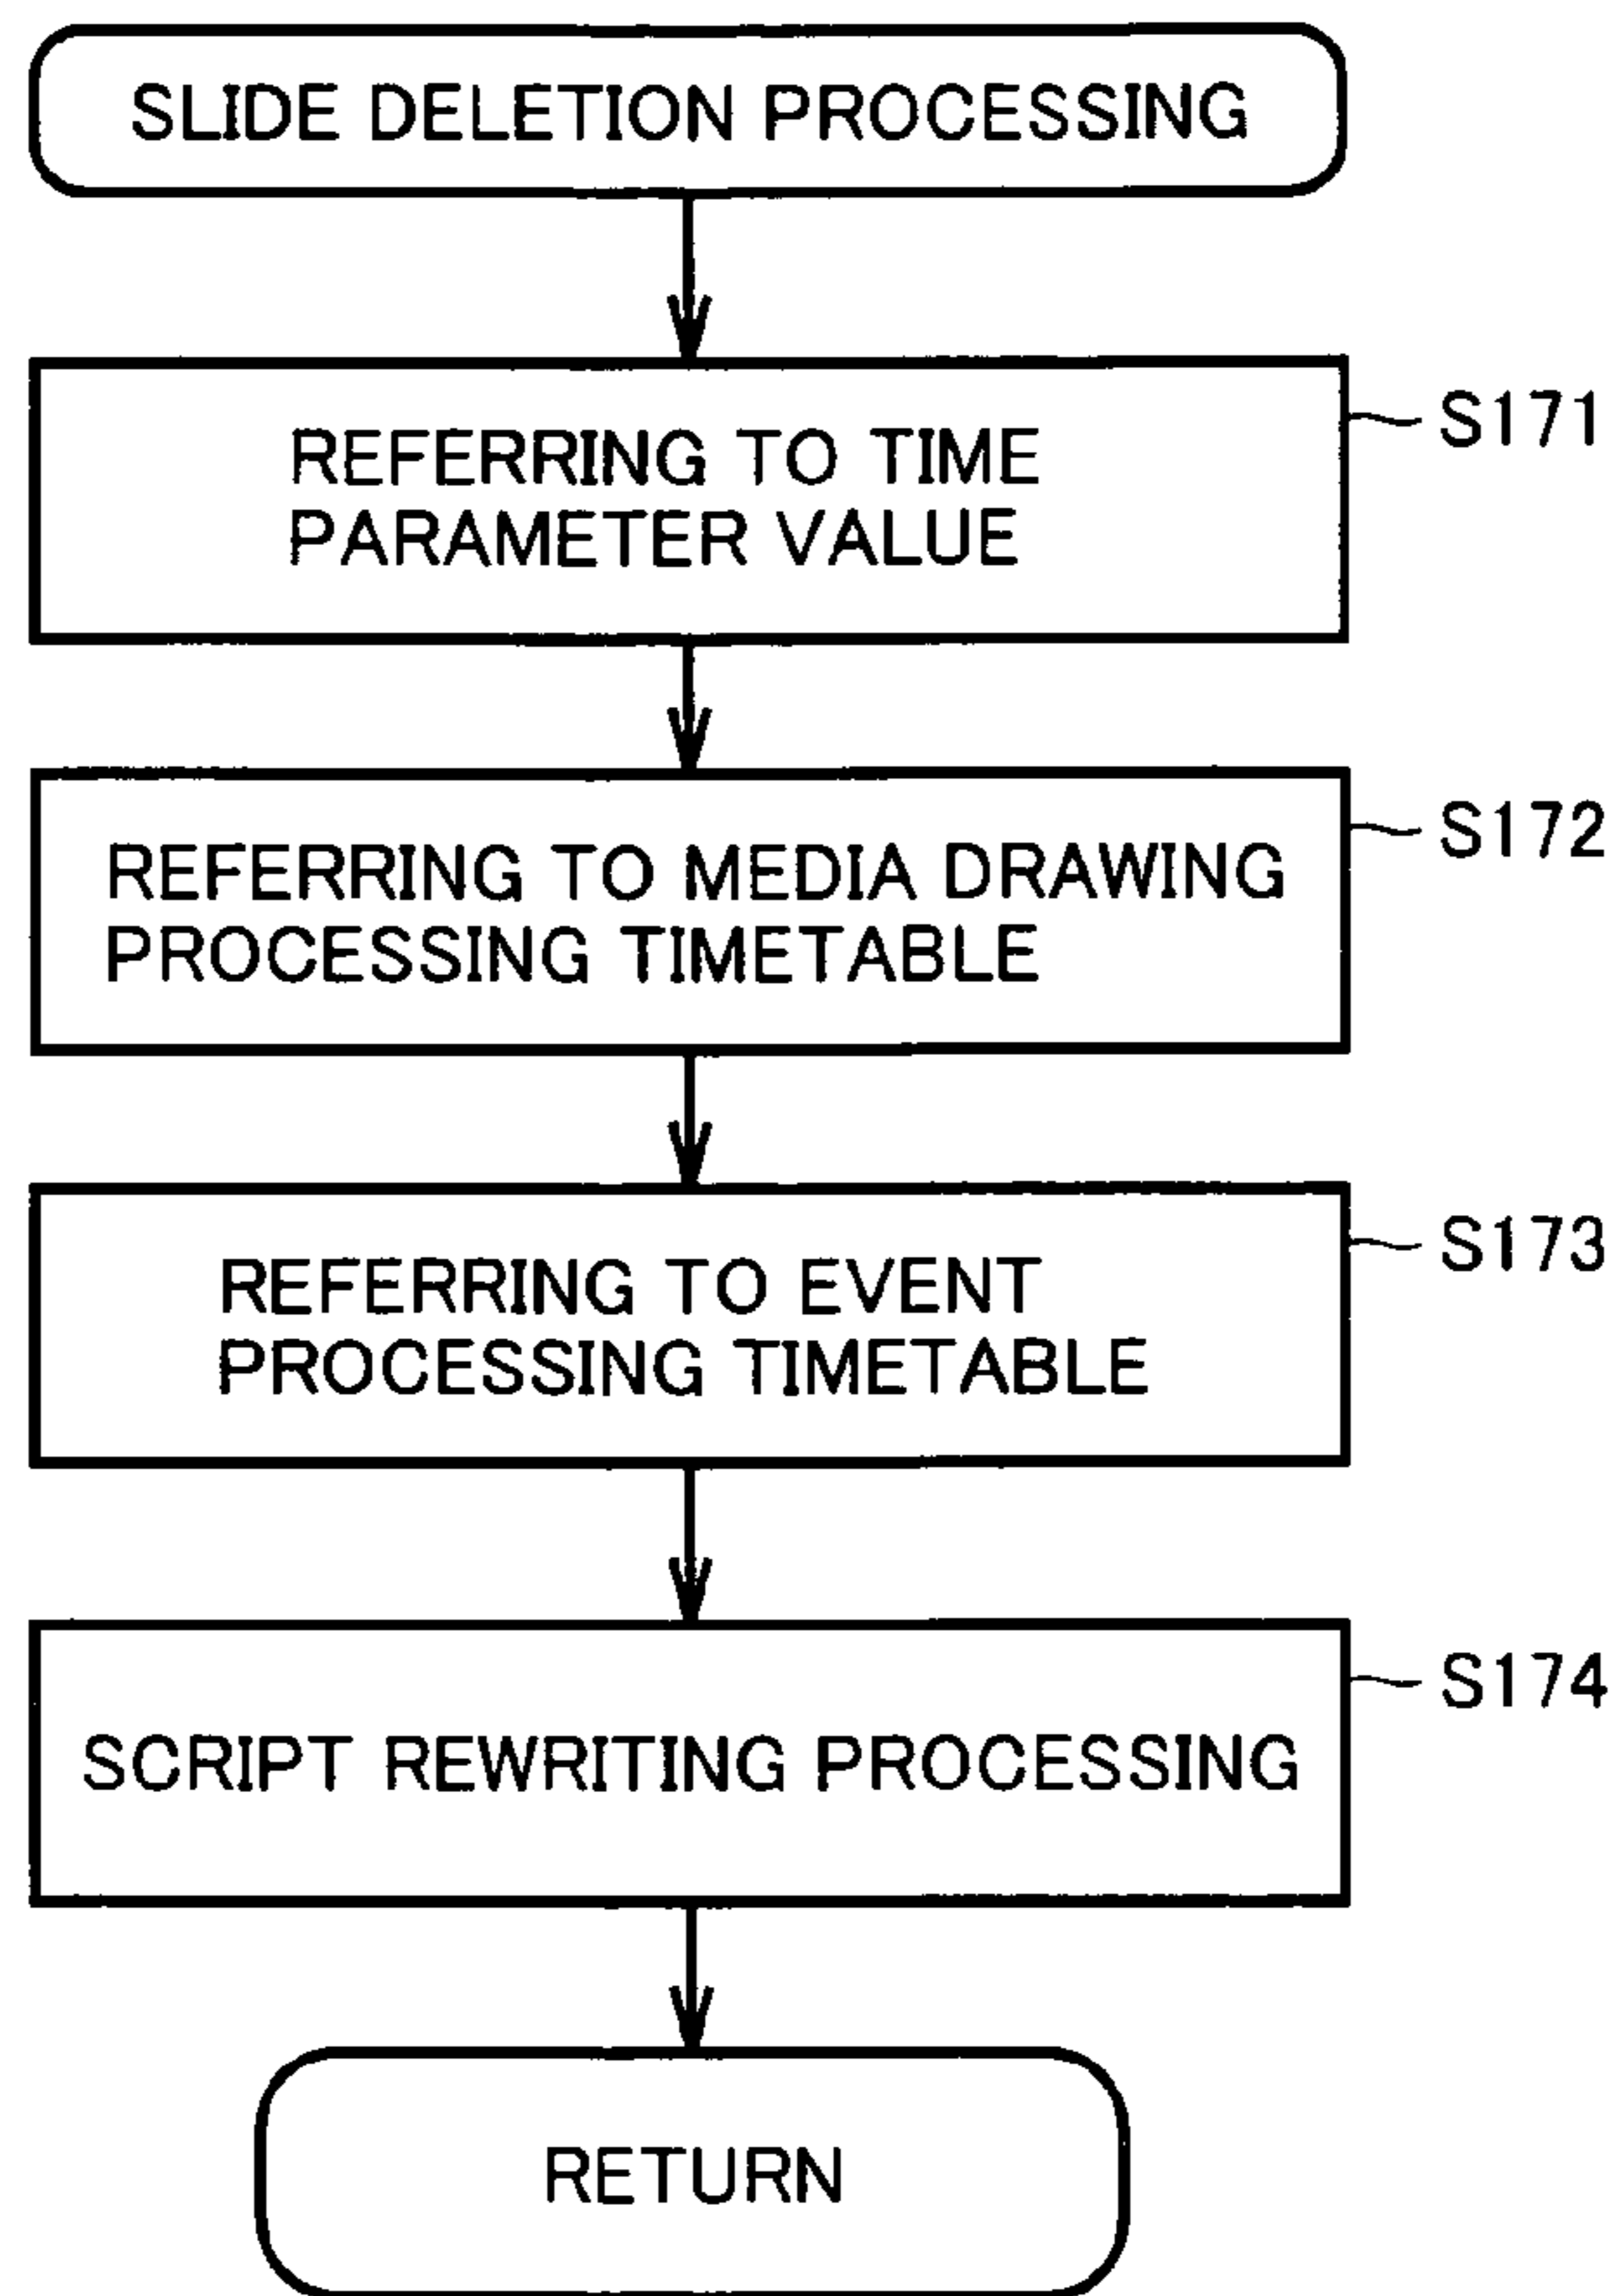 SLIDE DELETION PROCESSING
REFERRING TO TIME
PARAMETER VALUE
S171
REFERRING TO MEDIA DRAWING
PROCESSING TIMETABLE
S172
REFERRING TO EVENT
PROCESSING TIMETABLE
S173
SCRIPT REWRITING PROCESSING
S174
RETURN